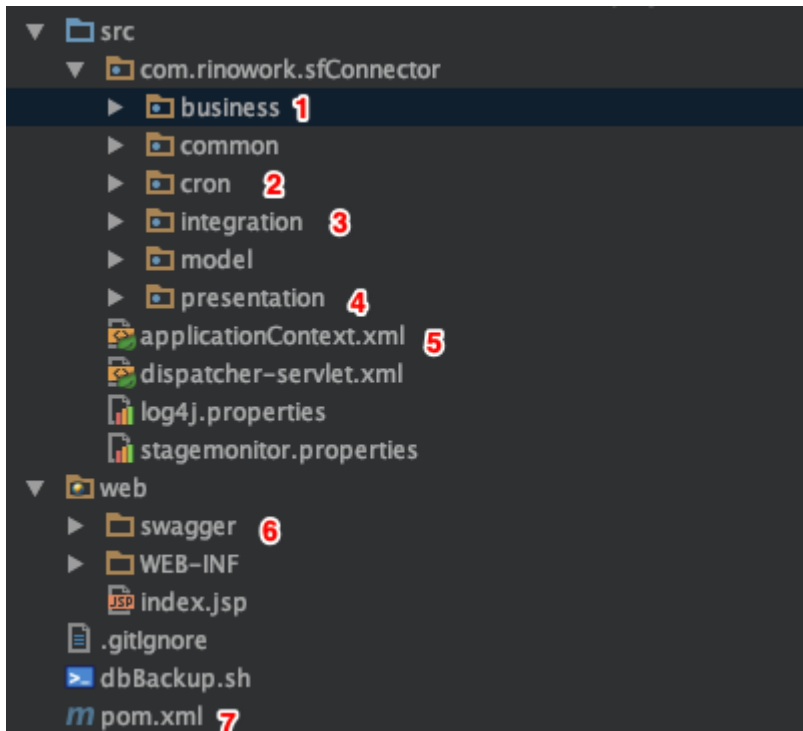 src
com.rinowork.sfConnector
business 1
common
cron 2
integration 3
model
presentation 4
applicationContext.xml 5
dispatcher-servlet.xml
log4j.properties
stagemonitor.properties
web
swagger 6
WEB-INF
JSP index.jsp
.gitIgnore
dbBackup.sh
m pom.xml 7